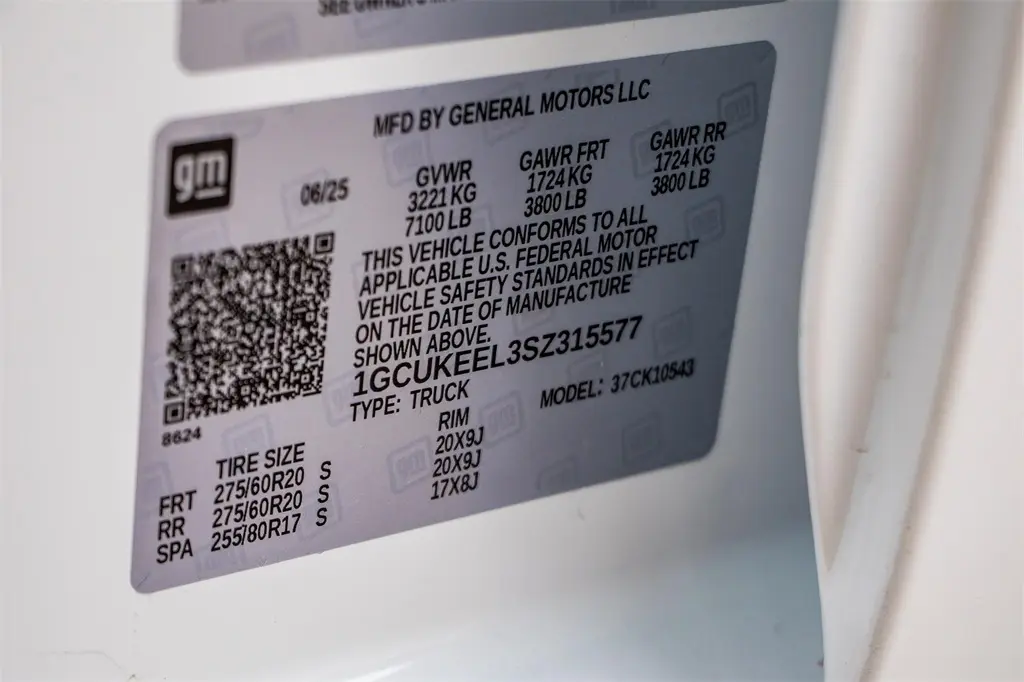 SEE OWNER'S
MFD BY GENERAL MOTORS LLC
gm
06/25
GVWR
3221 KG
7100 LB
GAWR FRT
1724 KG
3800 LB
GAWR RR
1724 KG
3800 LB
THIS VEHICLE CONFORMS TO ALL
APPLICABLE U.S. FEDERAL MOTOR
VEHICLE SAFETY STANDARDS IN EFFECT
ON THE DATE OF MANUFACTURE
SHOWN ABOVE.
1GCUKEEL3SZ315577
TYPE: TRUCK
MODEL: 37CK10543
8624
TIRE SIZE RIM
FRT 275/60R20 S 20X9J
RR 275/60R20 S 20X9J
SPA 255/80R17 S 17X8J